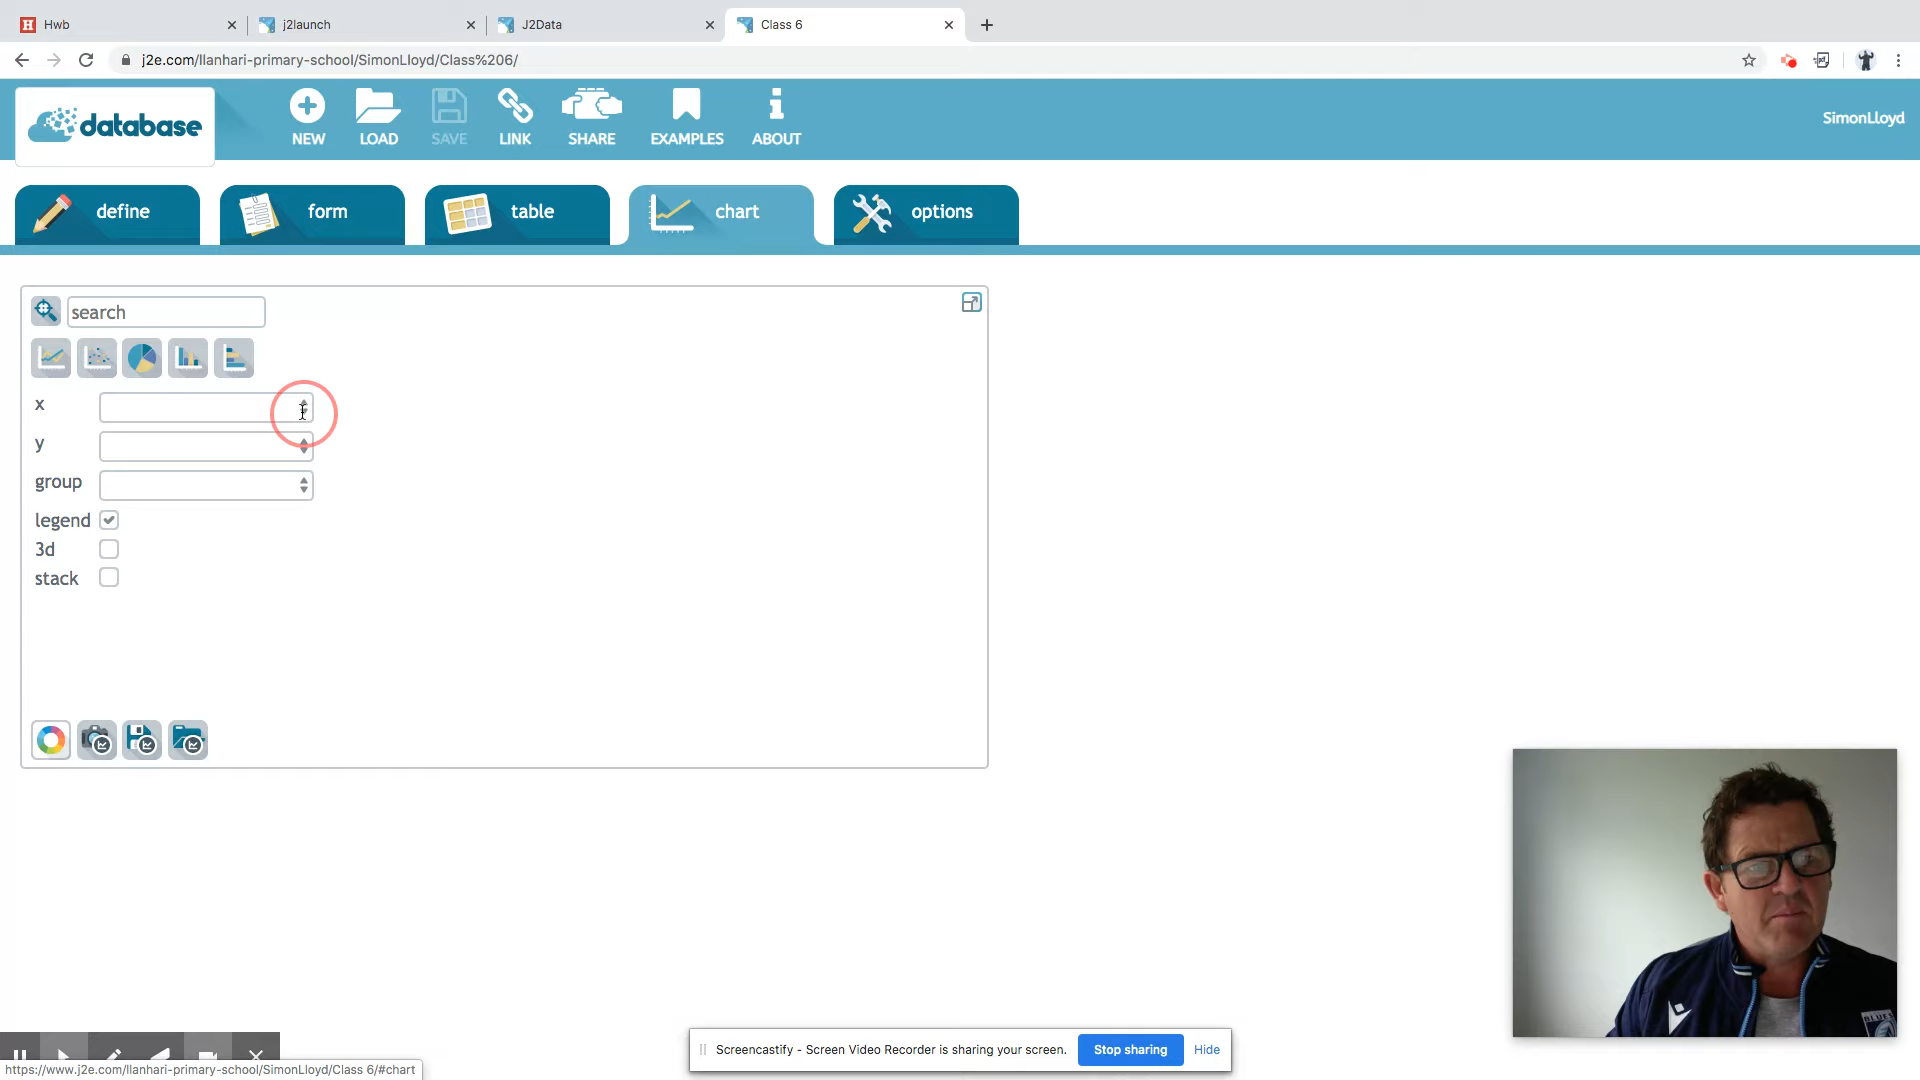 Hwb
j2launch
J2Data
Class 6
j2e.com/llanhari-primary-school/SimonLloyd/Class%206/
database
NEW
LOAD
SAVE
LINK
SHARE
EXAMPLES
ABOUT
SimonLloyd
define
form
table
chart
options
search
x
y
group
legend
3d
stack
BLUES
Screencastify - Screen Video Recorder is sharing your screen.
Stop sharing
Hide
https://www.j2e.com/llanhari-primary-school/SimonLloyd/Class 6/#chart